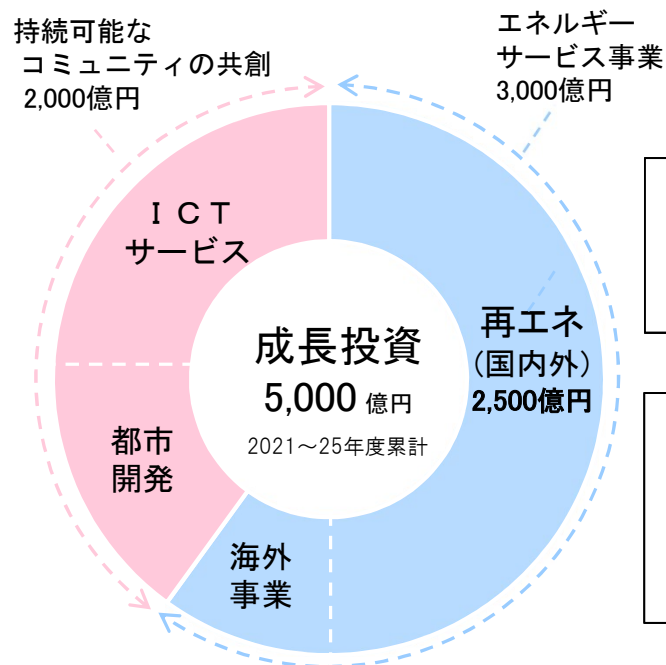 持続可能な
コミュニティの共創
2,000億円
エネルギー
サービス事業
3,000億円
ＩＣＴ
サービス
再エネ
(国内外)
2,500億円
成長投資
5,000 億円
2021～25年度累計
都市
開発
海外
事業